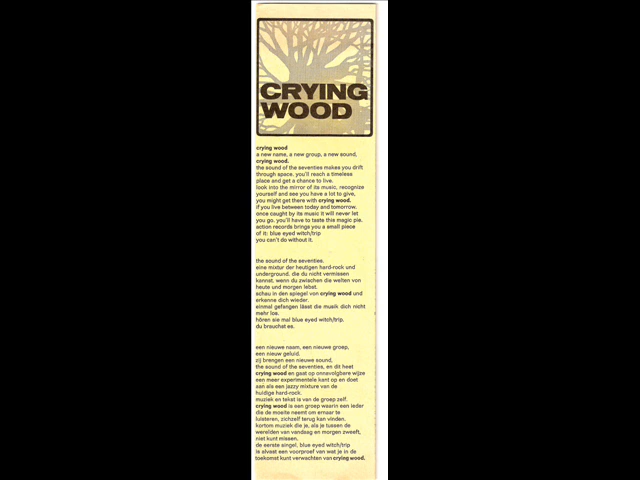 CRYING
WOOD
crying wood
a new name, a new group, a new sound,
crying wood.
the sound of the seventies makes you drift
through space. you'll reach a timeless
place and get a chance to live.
look into the mirror of its music, recognize
yourself and see you have a lot to give,
you might get there with crying wood.
if you live between today and tomorrow.
once caught by its music it will never let
you go. you'll have to taste this magic pie.
action records brings you a small piece
of it: blue eyed witch/trip
you can't do without it.
the sound of the seventies.
eine mixtur der heutigen hard-rock und
underground. die du nicht vermissen
kannst. wenn du zwischen die welten von
heute und morgen lebst.
schau in den spiegel von crying wood und
erkenne dich wieder.
einmal gefangen lässt die musik dich nicht
mehr los.
hören sie mal blue eyed witch/trip.
du brauchst es.
een nieuwe naam, een nieuwe groep,
een nieuw geluid.
zij brengen een nieuwe sound,
the sound of the seventies, en dit heet
crying wood en gaat op onnavolgbare wijze
een meer experimentele kant op en doet
aan als een jazzy mixture van de
huidige hard-rock.
muziek en tekst is van de groep zelf.
crying wood is een groep waarin een ieder
die de moeite neemt om ernaar te
luisteren, zichzelf terug kan vinden.
kortom muziek die je, als je tussen de
werelden van vandaag en morgen zweeft,
niet kunt missen.
de eerste singel, blue eyed witch/trip
is alvast een voorproef van wat je in de
toekomst kunt verwachten van crying wood.